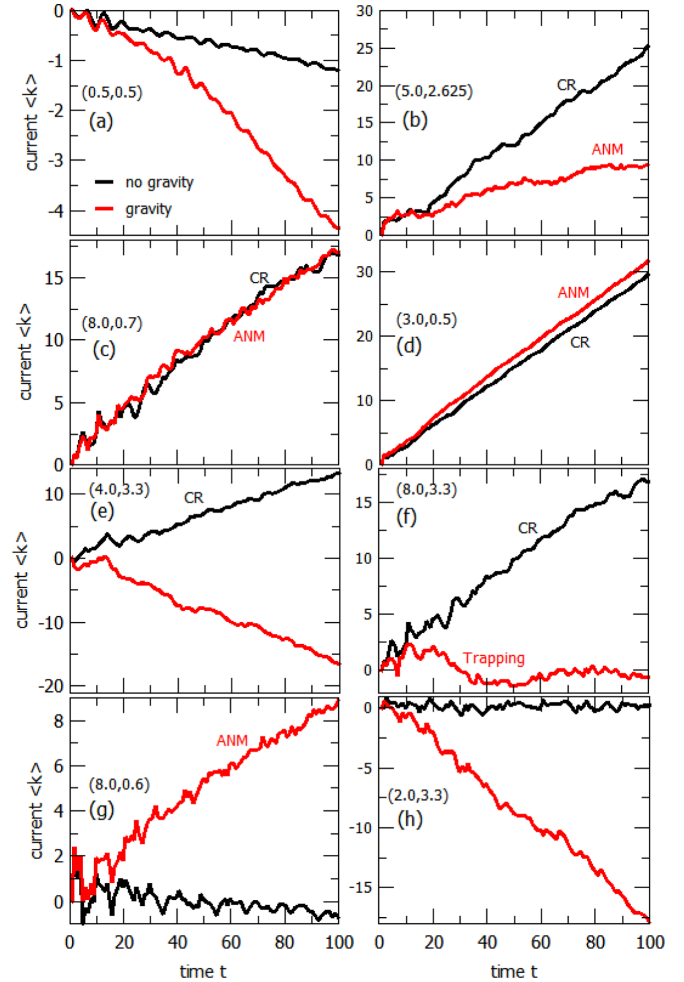 0
-1
-2
-3
-4
current <k>
(0.5,0.5)
(a)
no gravity
gravity
30
25
20
15
10
5
0
(5.0,2.625)
(b)
CR
ANM
15
10
5
0
current <k>
(8.0,0.7)
(c)
CR
ANM
30
20
10
0
(3.0,0.5)
(d)
ANM
CR
10
0
-10
-20
current <k>
(4.0,3.3)
(e)
CR
15
10
5
0
(8.0,3.3)
(f)
CR
Trapping
8
6
4
2
0
current <k>
ANM
(8.0,0.6)
(g)
0 20 40 60 80 100
time t
0
-5
-10
-15
(2.0,3.3)
(h)
0 20 40 60 80 100
time t